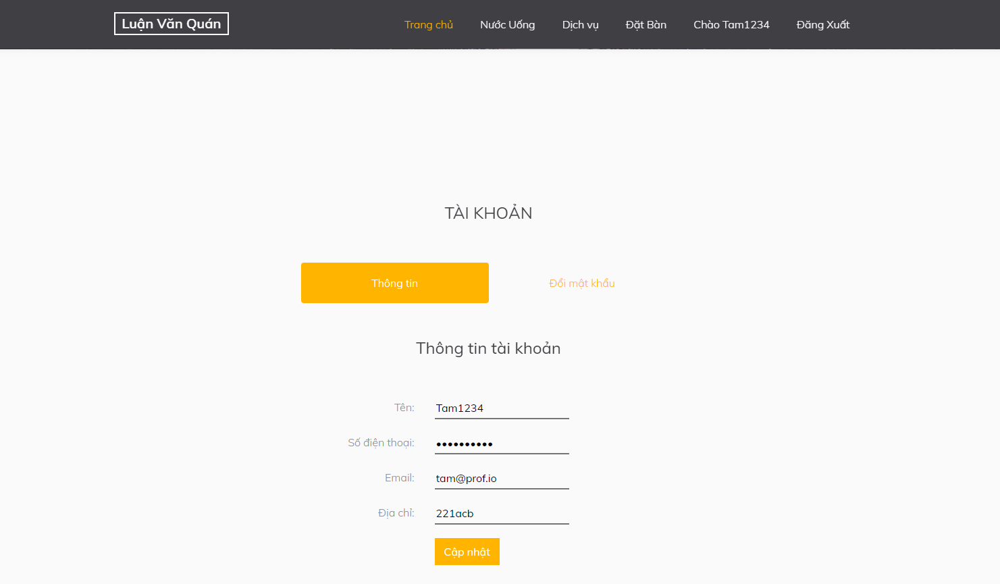 Luận Văn Quán
Trang chủ Nước Uống Dịch vụ Đặt Bàn Chào Tam1234 Đăng Xuất
TÀI KHOẢN
Thông tin Đổi mật khẩu
Thông tin tài khoản
Tên: Tam1234
Số điện thoại: ••••••••••
Email: tam@prof.io
Địa chỉ: 221acb
Cập nhật